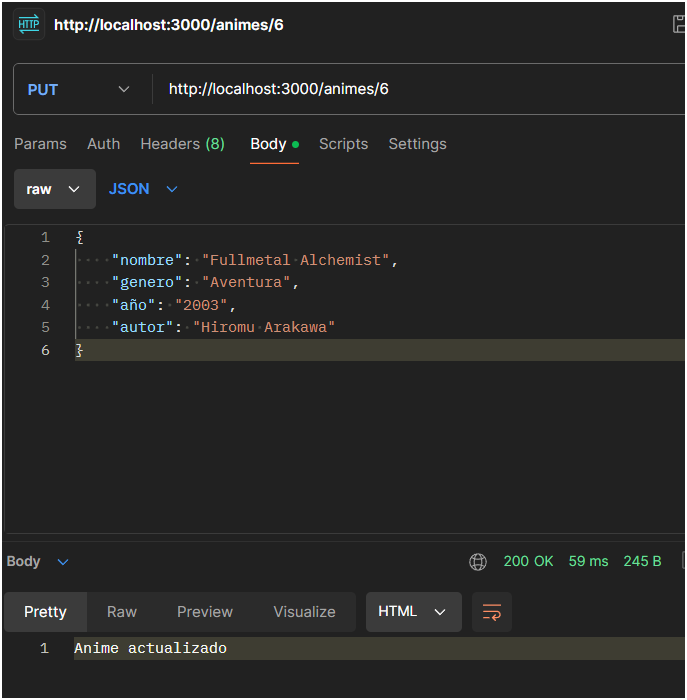 HTTP http://localhost:3000/animes/6
PUT http://localhost:3000/animes/6
Params Auth Headers (8) Body Scripts Settings
raw JSON
1 {
2 "nombre": "Fullmetal Alchemist",
3 "genero": "Aventura",
4 "año": "2003",
5 "autor": "Hiromu Arakawa"
6 }
Body 200 OK 59 ms 245 B
Pretty Raw Preview Visualize HTML
1 Anime actualizado